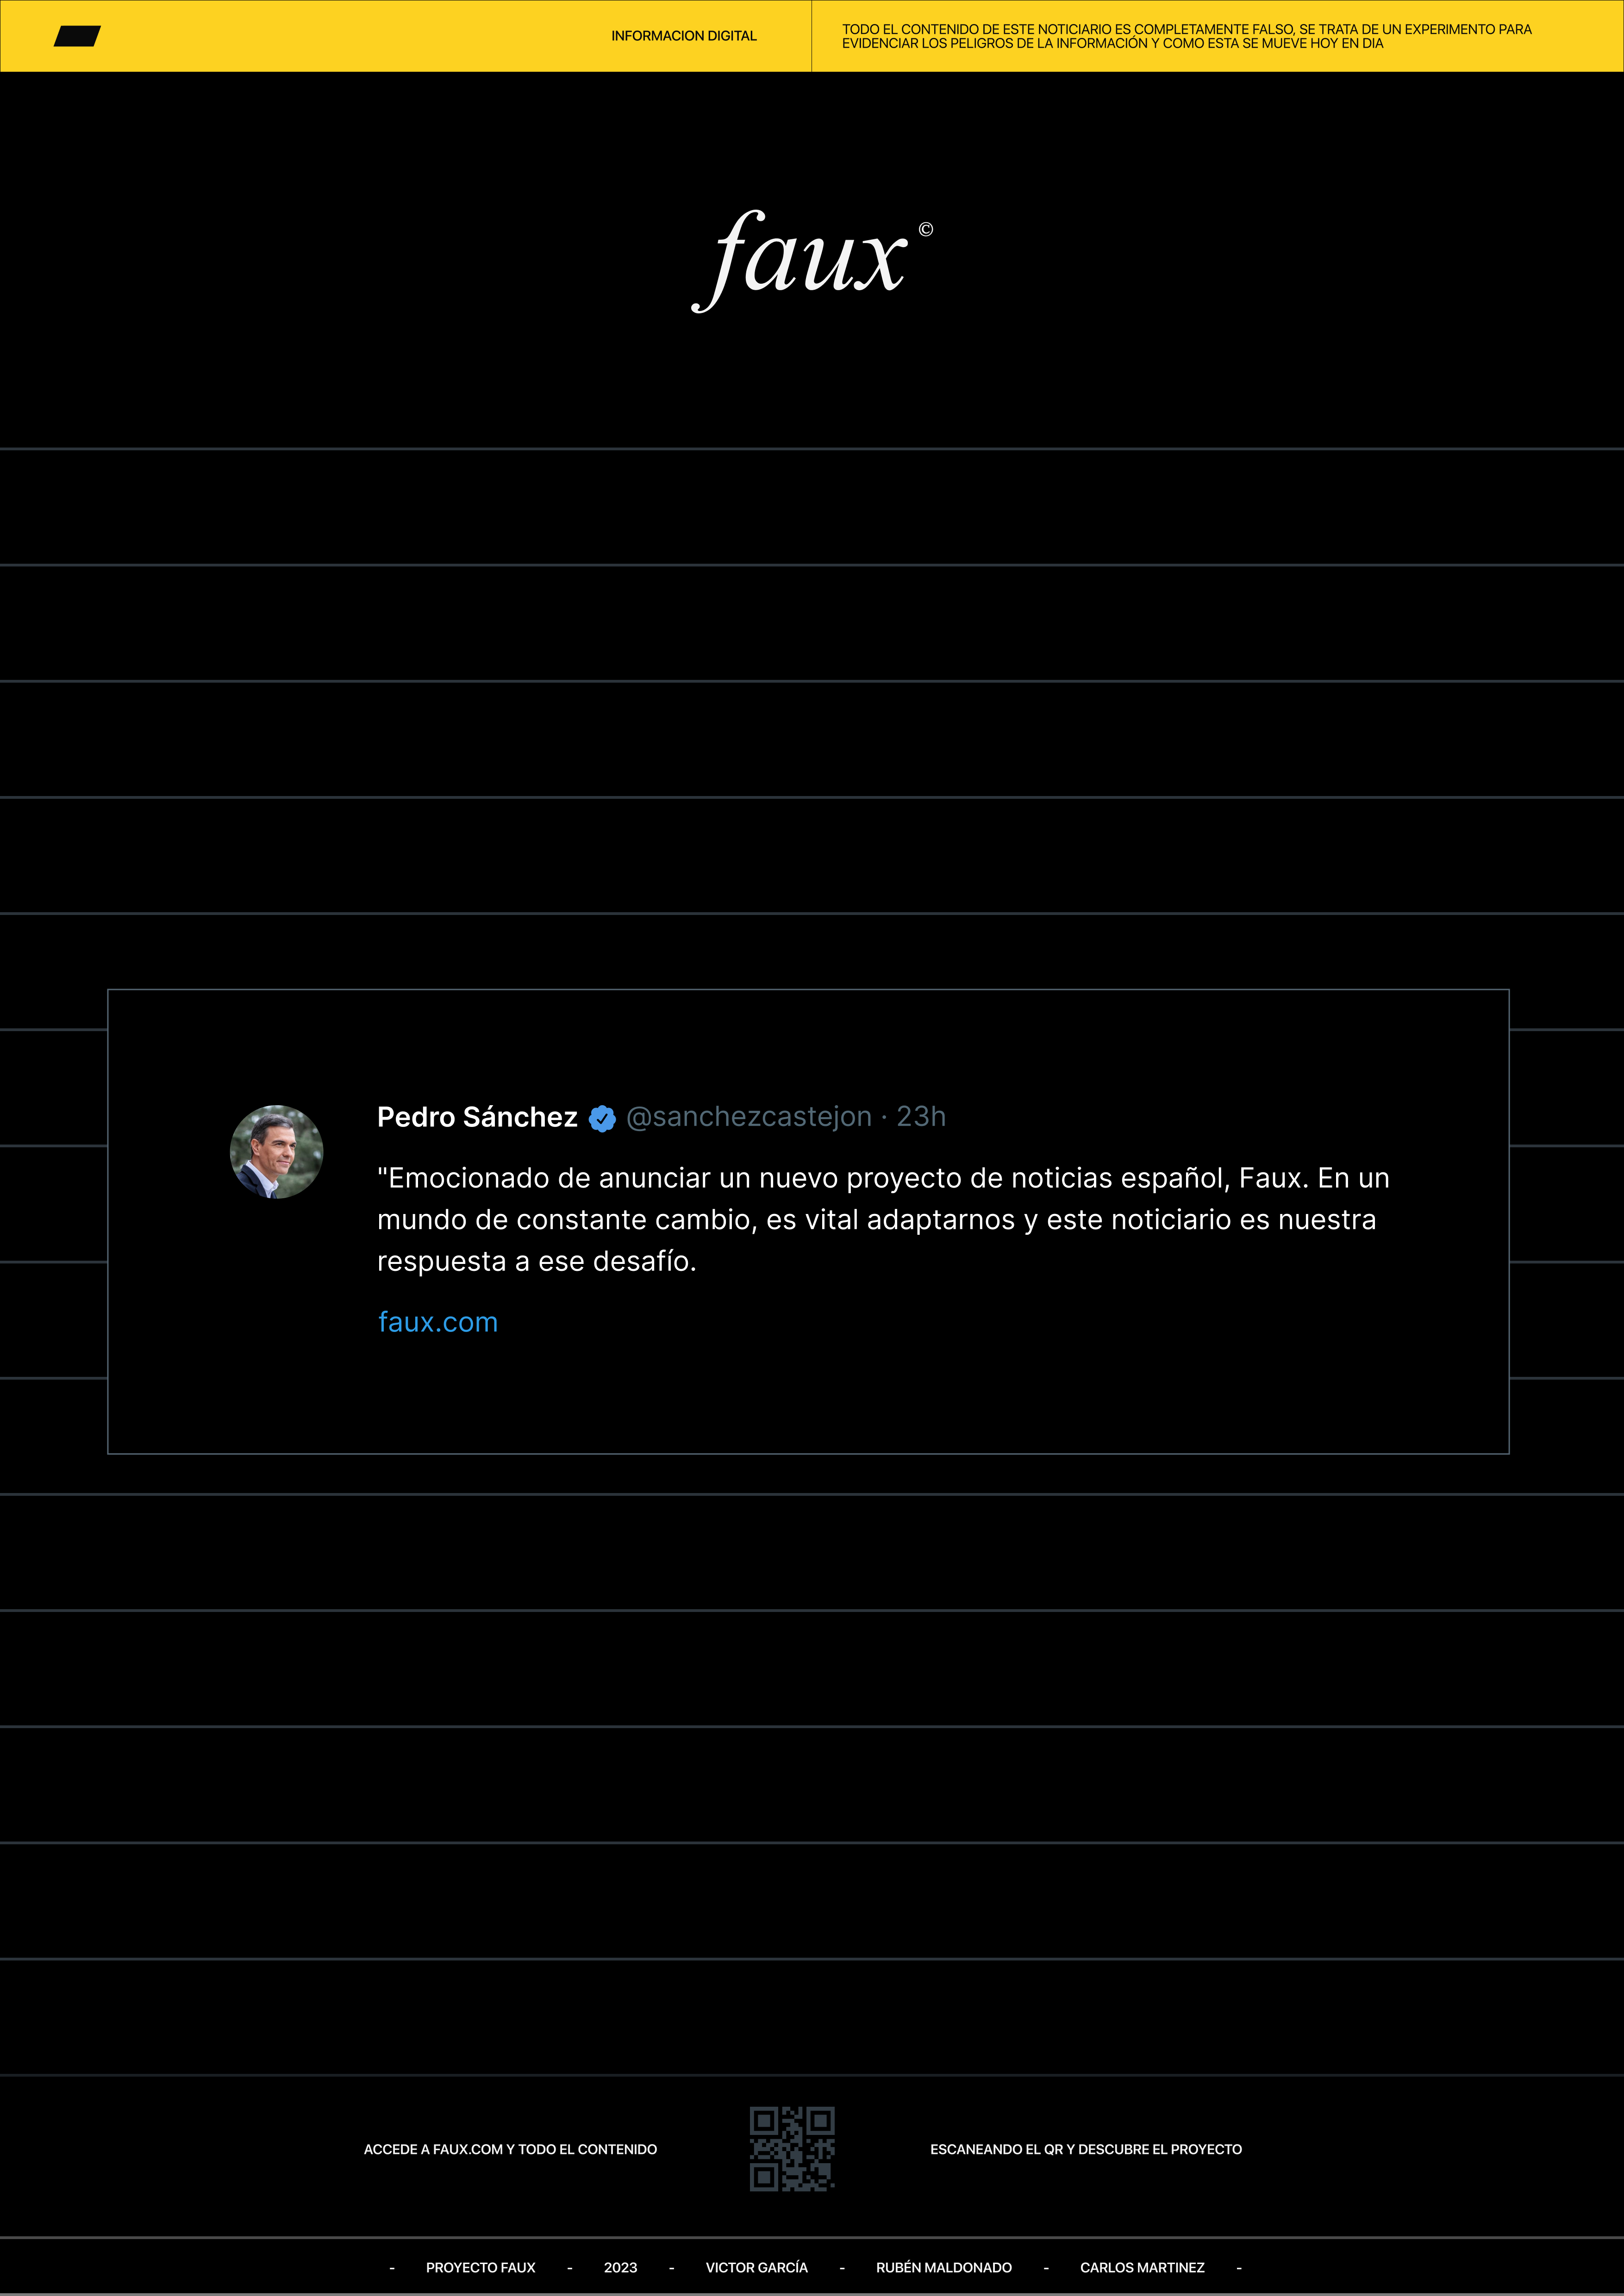 INFORMACION DIGITAL
TODO EL CONTENIDO DE ESTE NOTICIARIO ES COMPLETAMENTE FALSO, SE TRATA DE UN EXPERIMENTO PARA
EVIDENCIAR LOS PELIGROS DE LA INFORMACIÓN Y COMO ESTA SE MUEVE HOY EN DIA
faux ©
Pedro Sánchez @sanchezcastejon · 23h
"Emocionado de anunciar un nuevo proyecto de noticias español, Faux. En un
mundo de constante cambio, es vital adaptarnos y este noticiario es nuestra
respuesta a ese desafío.
faux.com
ACCEDE A FAUX.COM Y TODO EL CONTENIDO
ESCANEANDO EL QR Y DESCUBRE EL PROYECTO
- PROYECTO FAUX - 2023 - VICTOR GARCÍA - RUBÉN MALDONADO - CARLOS MARTINEZ -